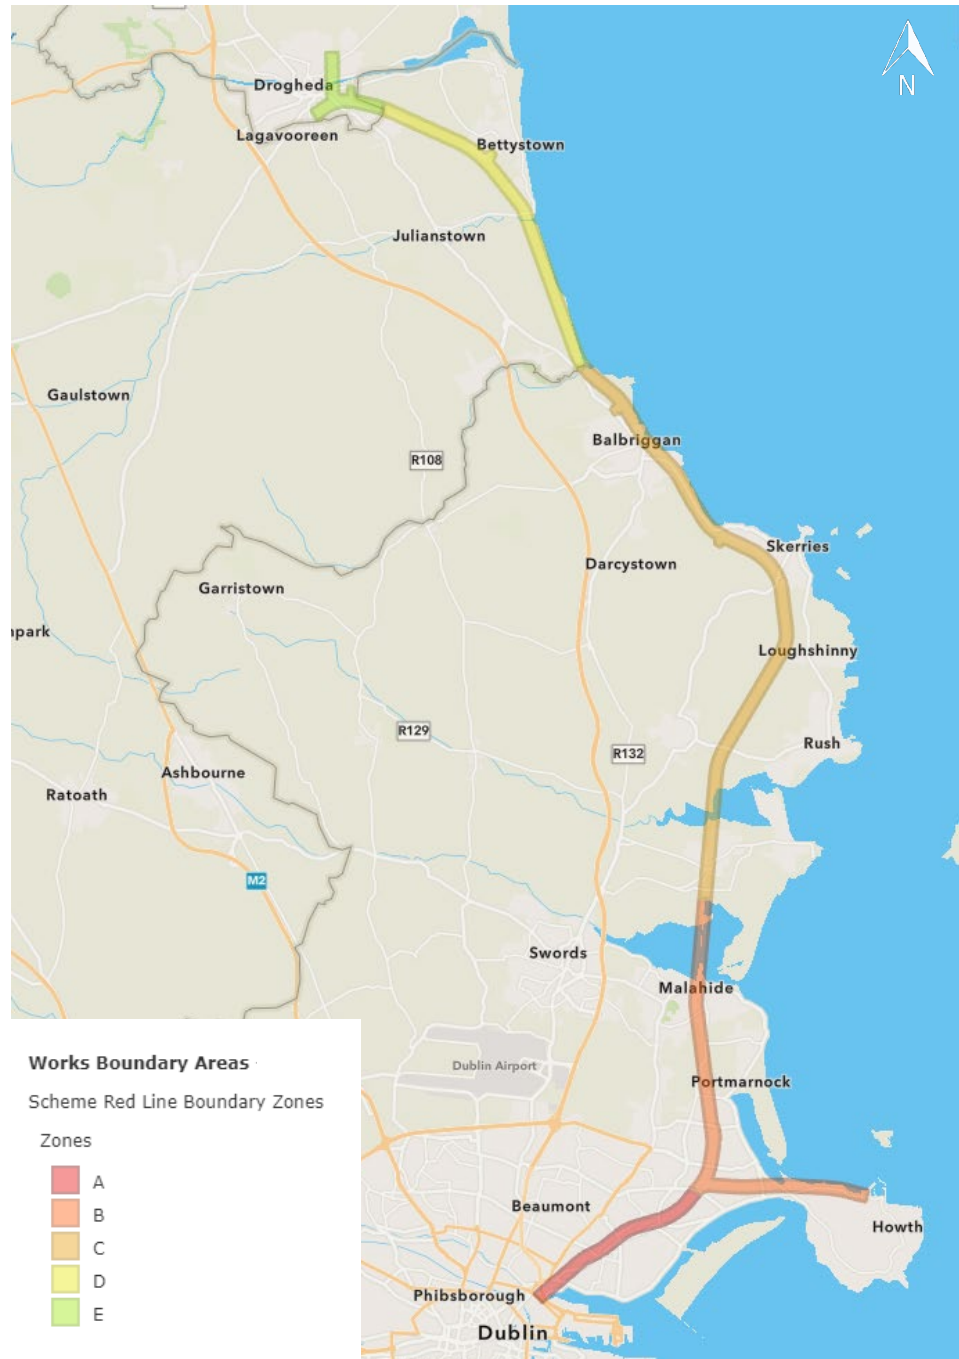 N
Drogheda
Lagavooreen
Bettystown
Julianstown
Gaulstown
Balbriggan
R108
Skerries
Darcystown
Garristown
npark
Loughshinny
R129
Rush
R132
Ashbourne
Ratoath
M2
Swords
Malahide
Dublin Airport
Portmarnock
Beaumont
Howth
Phibsborough
Dublin
Works Boundary Areas
Scheme Red Line Boundary Zones
Zones
A
B
C
D
E